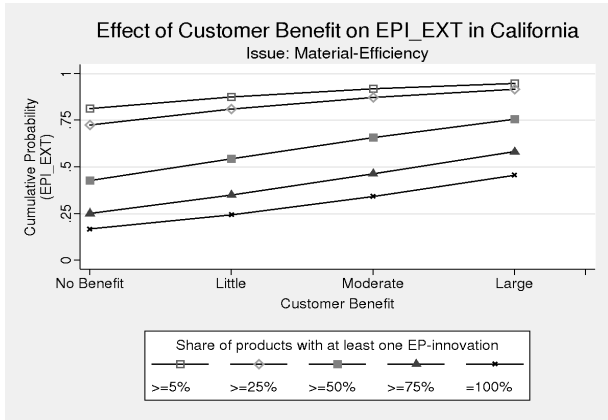 Effect of Customer Benefit on EPI_EXT in California
Issue: Material-Efficiency
Cumulative Probability
(EPI_EXT)
1
.75
.5
.25
0
No Benefit Little Moderate Large
Customer Benefit
Share of products with at least one EP-innovation
>=5% >=25% >=50% >=75% =100%